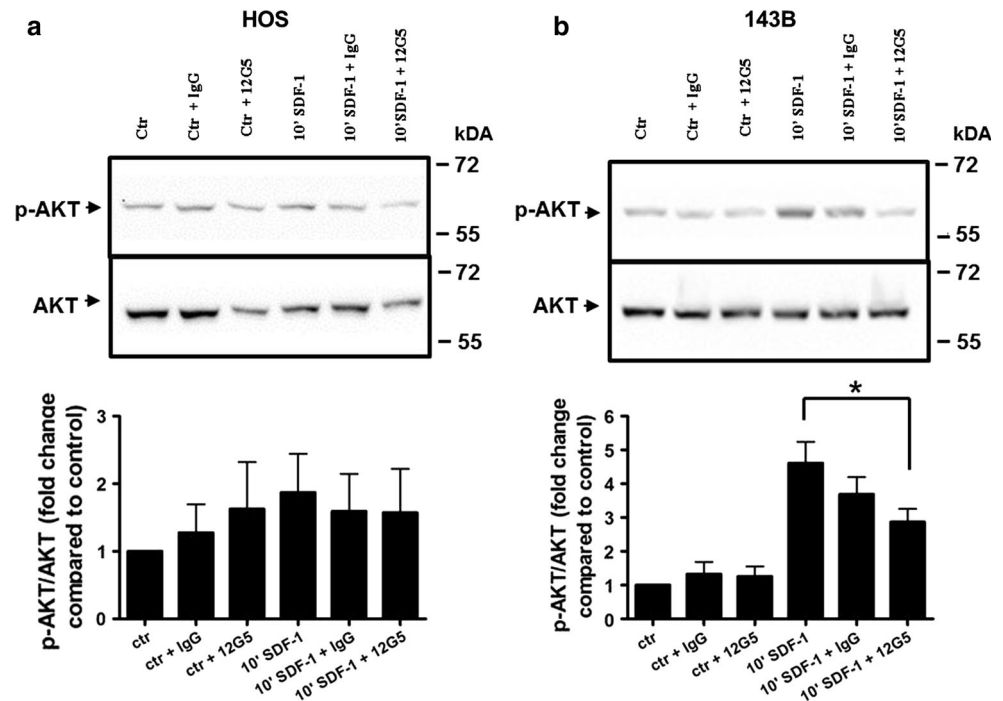 a
HOS
Ctr
Ctr + IgG
Ctr + 12G5
10' SDF-1
10' SDF-1 + IgG
10'SDF-1 + 12G5
kDA
72
p-AKT
55
72
AKT
55
p-AKT/AKT (fold change
compared to control)
3
2
1
0
ctr
ctr + IgG
ctr + 12G5
10' SDF-1
10' SDF-1 + IgG
10' SDF-1 + 12G5
b
143B
Ctr
Ctr + IgG
Ctr + 12G5
10' SDF-1
10' SDF-1 + IgG
10'SDF-1 + 12G5
kDA
72
p-AKT
55
72
AKT
55
p-AKT/AKT (fold change
compared to control)
6
5
4
3
2
1
0
*
ctr
ctr + IgG
ctr + 12G5
10' SDF-1
10' SDF-1 + IgG
10' SDF-1 + 12G5